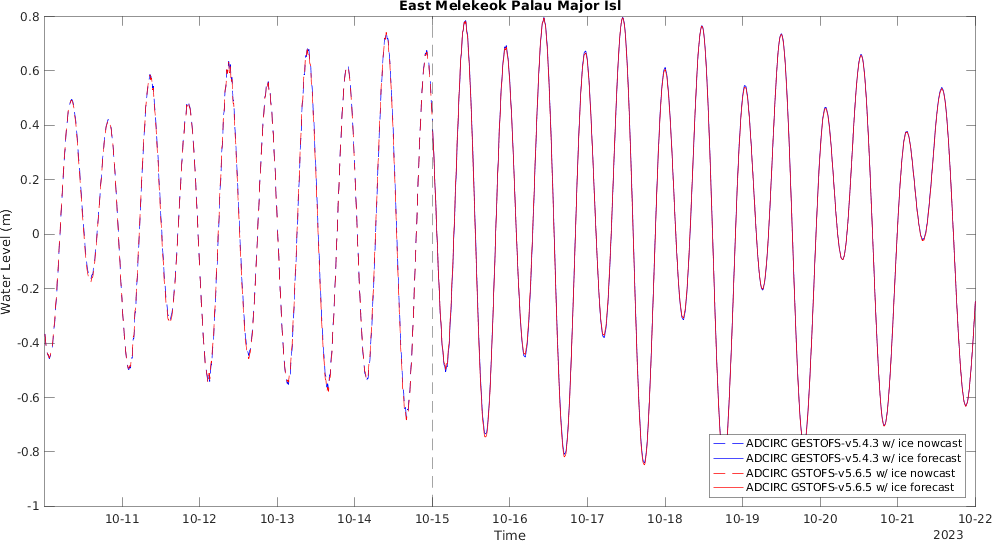 East Melekeok Palau Major Isl
0.8
0.6
0.4
0.2
0
-0.2
-0.4
-0.6
-0.8
-1
Water Level (m)
ADCIRC GESTOFS-v5.4.3 w/ ice nowcast
ADCIRC GESTOFS-v5.4.3 w/ ice forecast
ADCIRC GSTOFS-v5.6.5 w/ ice nowcast
ADCIRC GSTOFS-v5.6.5 w/ ice forecast
10-11 10-12 10-13 10-14 10-15 10-16 10-17 10-18 10-19 10-20 10-21 10-22
Time
2023